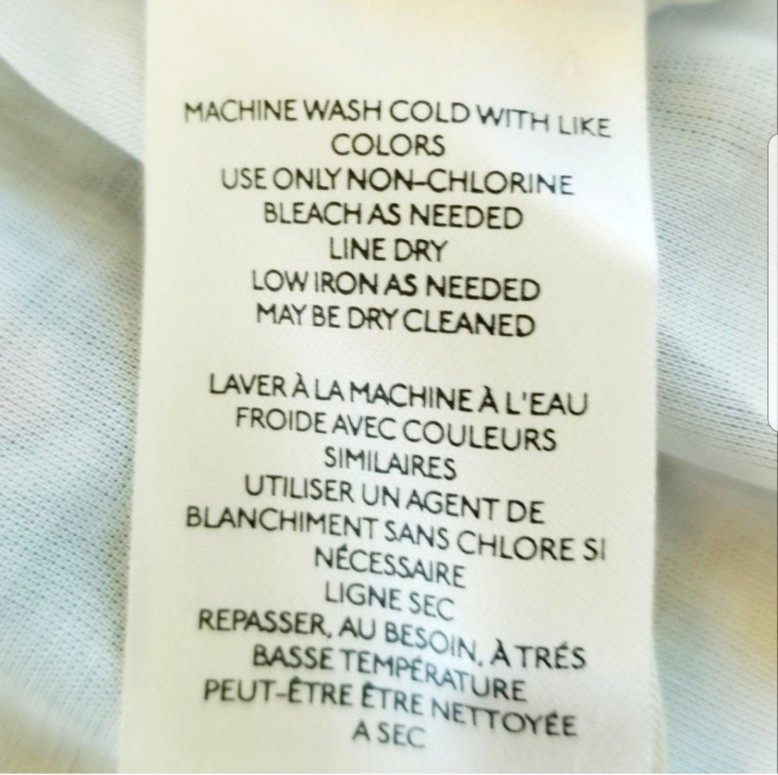 MACHINE WASH COLD WITH LIKE
COLORS
USE ONLY NON-CHLORINE
BLEACH AS NEEDED
LINE DRY
LOW IRON AS NEEDED
MAY BE DRY CLEANED
LAVER À LA MACHINE À L'EAU
FROIDE AVEC COULEURS
SIMILAIRES
UTILISER UN AGENT DE
BLANCHIMENT SANS CHLORE SI
NÉCESSAIRE
LIGNE SEC
REPASSER, AU BESOIN, À TRÉS
BASSE TEMPÉRATURE
PEUT-ÊTRE ÊTRE NETTOYÉE
A SEC